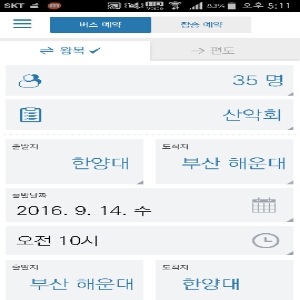 SKT 83% 오후 5:11
버스 예약 합승 예약
왕복 편도
35 명
산악회
출발지 도착지
한양대 부산 해운대
출발날짜
2016. 9. 14. 수
오전 10시
출발지 도착지
부산 해운대 한양대